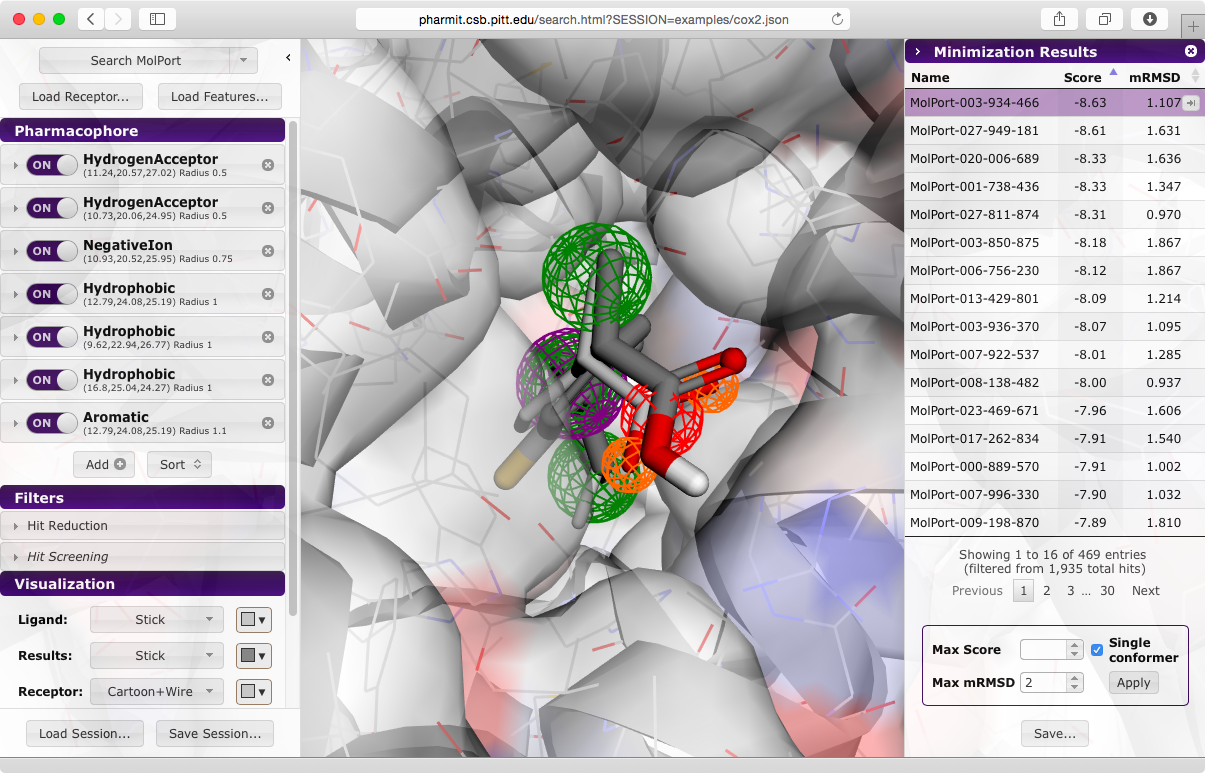 pharmit.csb.pitt.edu/search.html?SESSION=examples/cox2.json
Search MolPort
Load Receptor...
Load Features...
Pharmacophore
ON
HydrogenAcceptor
(11.24,20.57,27.02) Radius 0.5
ON
HydrogenAcceptor
(10.73,20.06,24.95) Radius 0.5
ON
NegativeIon
(10.93,20.52,25.95) Radius 0.75
ON
Hydrophobic
(12.79,24.08,25.19) Radius 1
ON
Hydrophobic
(9.62,22.94,26.77) Radius 1
ON
Hydrophobic
(16.8,25.04,24.27) Radius 1
ON
Aromatic
(12.79,24.08,25.19) Radius 1.1
Add
Sort
Filters
Hit Reduction
Hit Screening
Visualization
Ligand: Stick
Results: Stick
Receptor: Cartoon+Wire
Load Session... Save Session...
Minimization Results
Name Score mRMSD
MolPort-003-934-466 -8.63 1.107
MolPort-027-949-181 -8.61 1.631
MolPort-020-006-689 -8.33 1.636
MolPort-001-738-436 -8.33 1.347
MolPort-027-811-874 -8.31 0.970
MolPort-003-850-875 -8.18 1.867
MolPort-006-756-230 -8.12 1.867
MolPort-013-429-801 -8.09 1.214
MolPort-003-936-370 -8.07 1.095
MolPort-007-922-537 -8.01 1.285
MolPort-008-138-482 -8.00 0.937
MolPort-023-469-671 -7.96 1.606
MolPort-017-262-834 -7.91 1.540
MolPort-000-889-570 -7.91 1.002
MolPort-007-996-330 -7.90 1.032
MolPort-009-198-870 -7.89 1.810
Showing 1 to 16 of 469 entries
(filtered from 1,935 total hits)
Previous 1 2 3 ... 30 Next
Max Score
Single
conformer
Max mRMSD 2
Apply
Save...